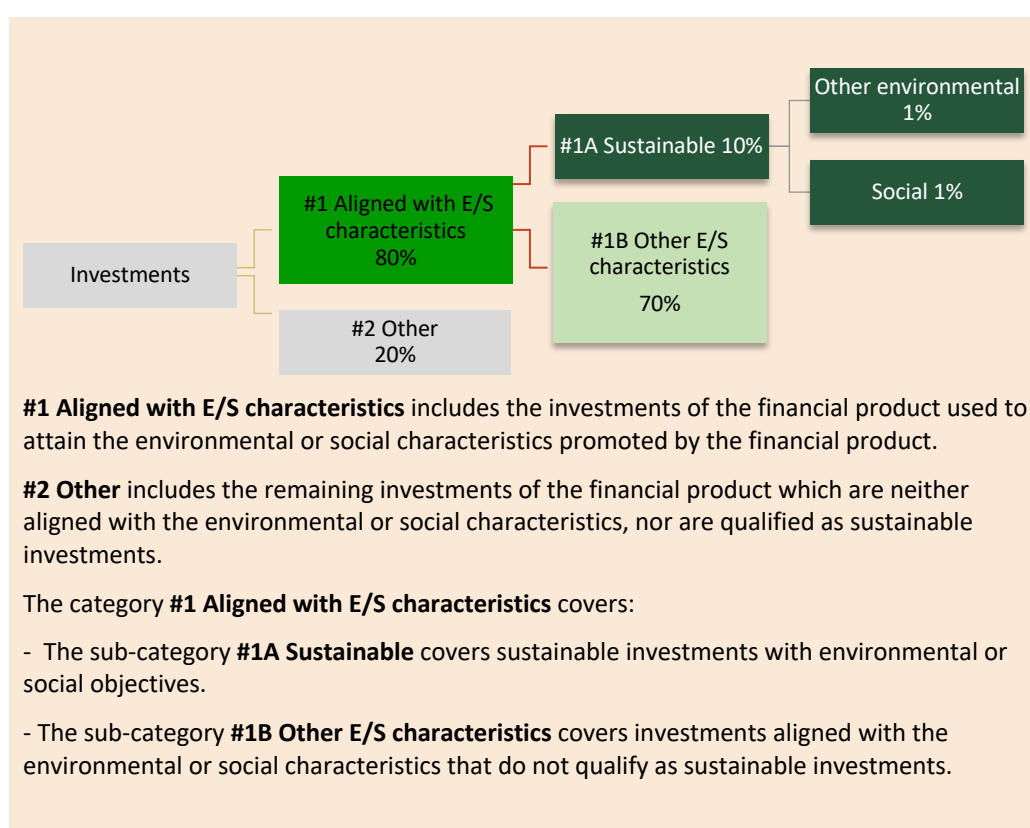 Other environmental
1%
#1A Sustainable 10%
Social 1%
#1 Aligned with E/S
characteristics
80%
#1B Other E/S
characteristics
70%
Investments
#2 Other
20%
#1 Aligned with E/S characteristics includes the investments of the financial product used to
attain the environmental or social characteristics promoted by the financial product.
#2 Other includes the remaining investments of the financial product which are neither
aligned with the environmental or social characteristics, nor are qualified as sustainable
investments.
The category #1 Aligned with E/S characteristics covers:
- The sub-category #1A Sustainable covers sustainable investments with environmental or
social objectives.
- The sub-category #1B Other E/S characteristics covers investments aligned with the
environmental or social characteristics that do not qualify as sustainable investments.